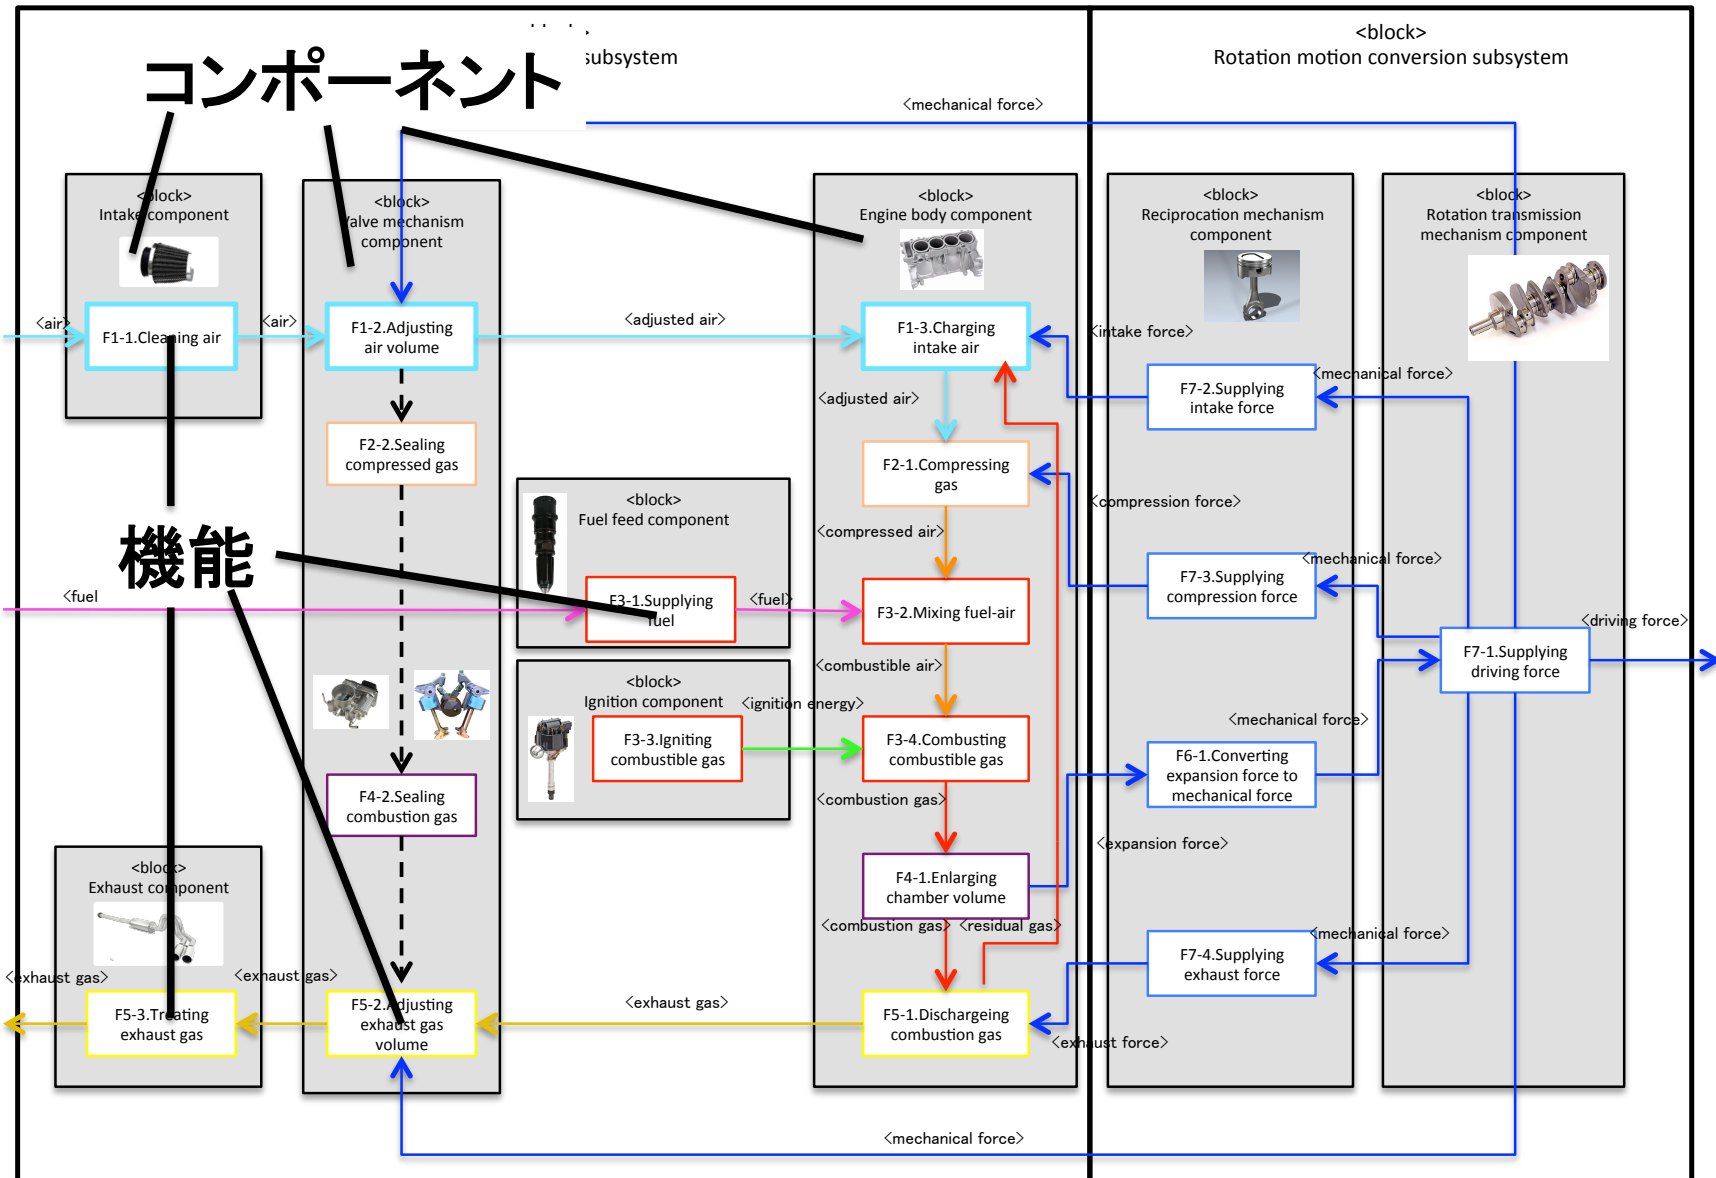 subsystem
<block>
Rotation motion conversion subsystem
コンポーネント
<mechanical force>
<block>
Intake component
<block>
Valve mechanism
component
<block>
Engine body component
<block>
Reciprocation mechanism
component
<block>
Rotation transmission
mechanism component
<air>
F1-1.Cleaning air
<air>
F1-2.Adjusting
air volume
<adjusted air>
F1-3.Charging
intake air
<intake force>
F7-2.Supplying
intake force
<mechanical force>
<adjusted air>
F2-2.Sealing
compressed gas
F2-1.Compressing
gas
<compression force>
<block>
Fuel feed component
<compressed air>
機能
<fuel
F3-1.Supplying
fuel
<fuel>
F3-2.Mixing fuel-air
F7-3.Supplying
compression force
<mechanical force>
<driving force>
F7-1.Supplying
driving force
<combustible air>
<block>
Ignition component
<ignition energy>
F3-3.Igniting
combustible gas
F3-4.Combusting
combustible gas
<mechanical force>
F6-1.Converting
expansion force to
mechanical force
F4-2.Sealing
combustion gas
<combustion gas>
<expansion force>
<block>
Exhaust component
F4-1.Enlarging
chamber volume
<combustion gas>
<residual gas>
<mechanical force>
F7-4.Supplying
exhaust force
<exhaust gas>
F5-3.Treating
exhaust gas
<exhaust gas>
F5-2.Adjusting
exhaust gas
volume
<exhaust gas>
F5-1.Dischargeing
combustion gas
<exhaust force>
<mechanical force>